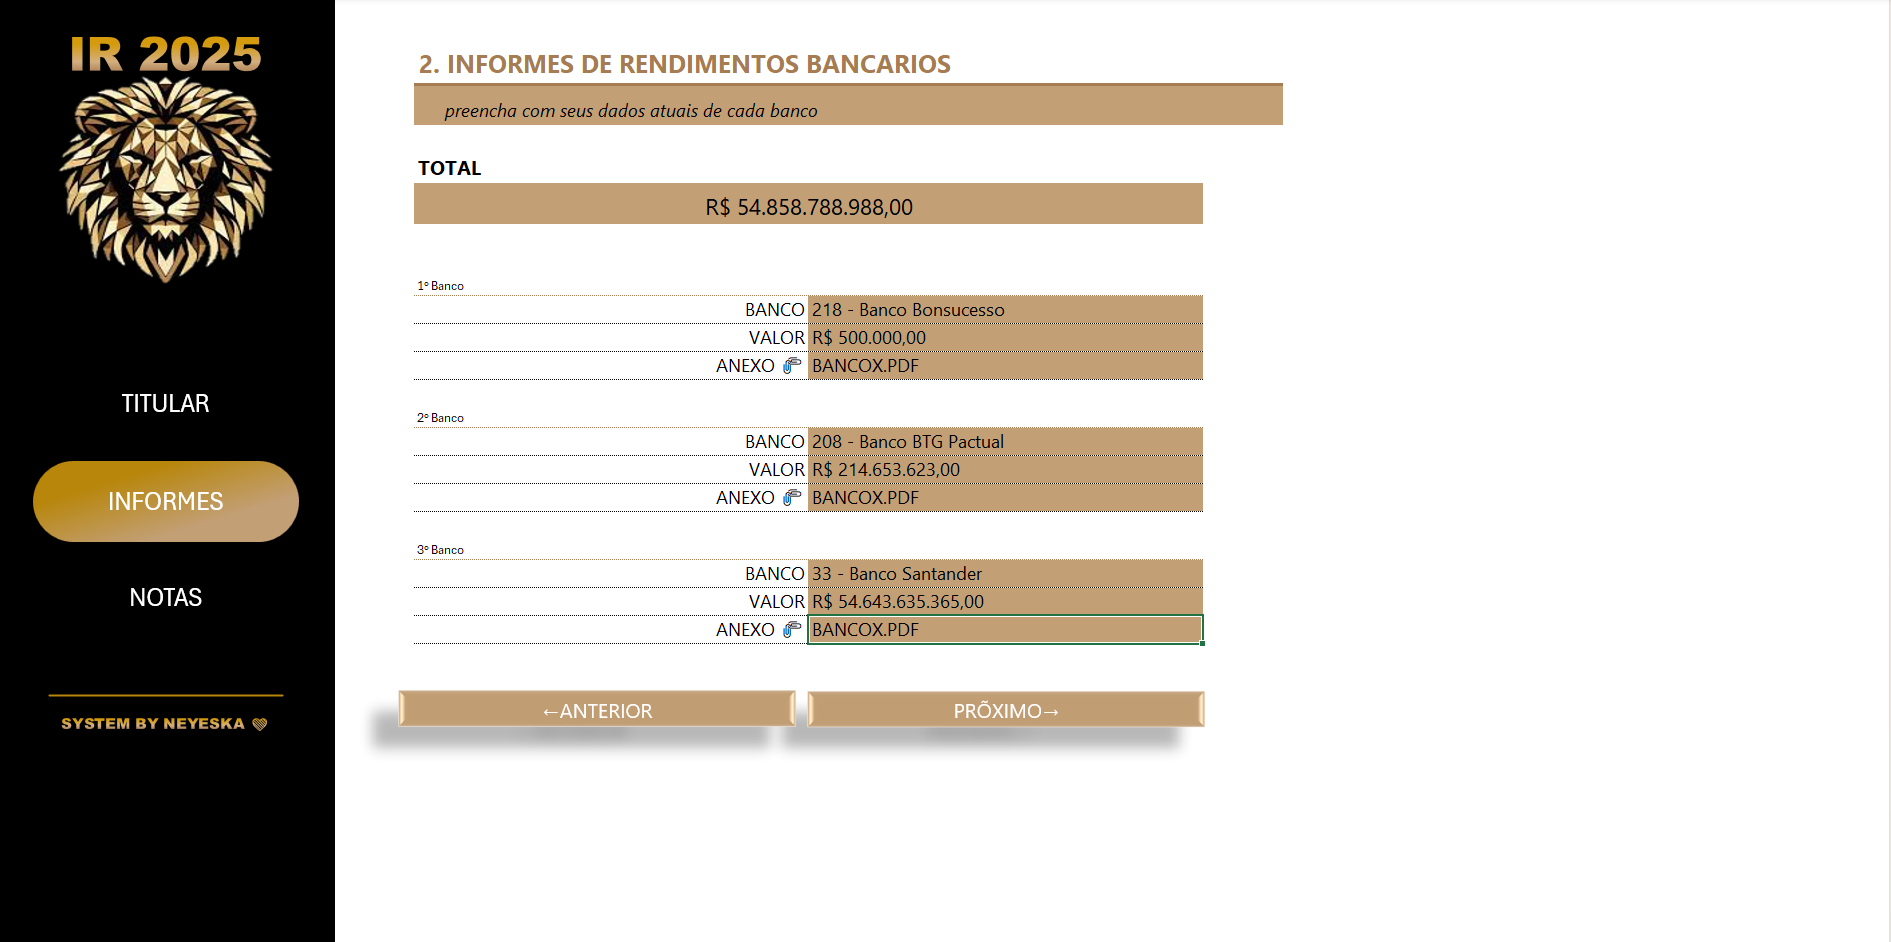 IR 2025
TITULAR
INFORMES
NOTAS
SYSTEM BY NEYESKA
2. INFORMES DE RENDIMENTOS BANCARIOS
preencha com seus dados atuais de cada banco
TOTAL
R$ 54.858.788.988,00
1º Banco
BANCO 218 - Banco Bonsucesso
VALOR R$ 500.000,00
ANEXO BANCOX.PDF
2º Banco
BANCO 208 - Banco BTG Pactual
VALOR R$ 214.653.623,00
ANEXO BANCOX.PDF
3º Banco
BANCO 33 - Banco Santander
VALOR R$ 54.643.635.365,00
ANEXO BANCOX.PDF
←ANTERIOR PRÕXIMO→